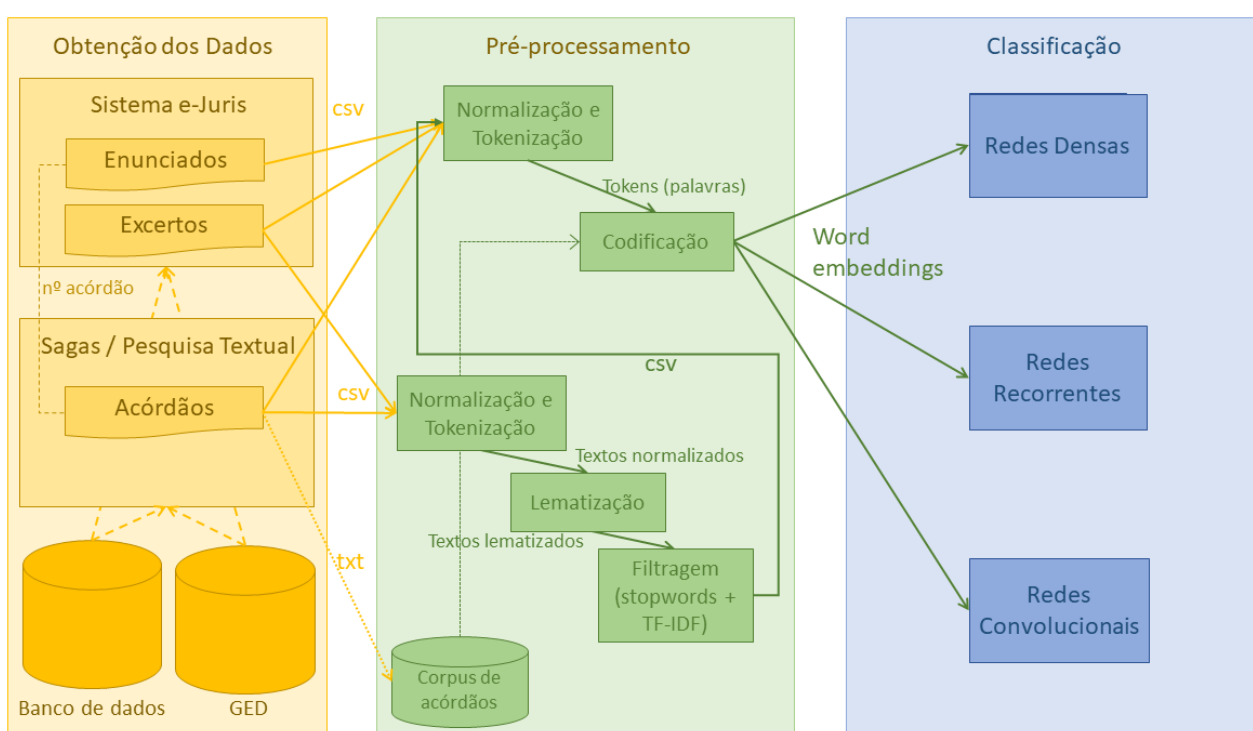 Obtenção dos Dados
Sistema e-Juris
Enunciados
Excertos
nº acórdão
Sagas / Pesquisa Textual
Acórdãos
Banco de dados
GED
csv
csv
txt
Pré-processamento
Normalização e
Tokenização
Tokens (palavras)
Codificação
csv
Normalização e
Tokenização
Textos normalizados
Lematização
Textos lematizados
Filtragem
(stopwords +
TF-IDF)
Corpus de
acórdãos
Word
embeddings
Classificação
Redes Densas
Redes
Recorrentes
Redes
Convolucionais